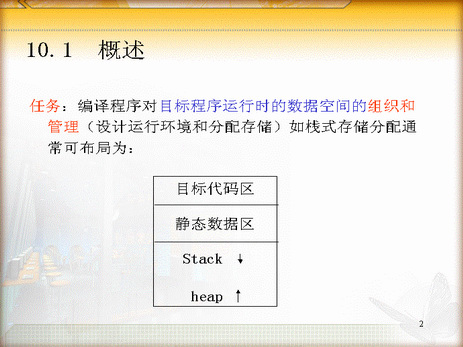 10.1 概述
任务：编译程序对目标程序运行时的数据空间的组织和
管理（设计运行环境和分配存储）如栈式存储分配通
常可布局为：
目标代码区
静态数据区
Stack ↓
heap ↑
2